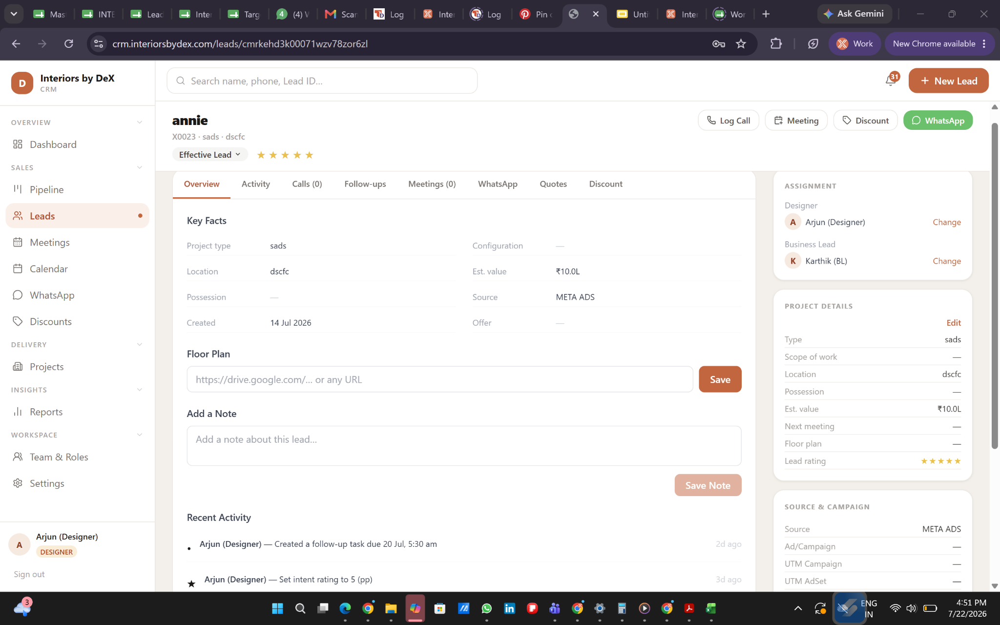 Mas
INTE
Lead
Inter
Targ
4
(4) W
Scan
Log
Inter
Log
Pin c
Unti
Inter
Wor
Ask Gemini
crm.interiorsbydex.com/leads/cmrkehd3k00071wzv78zor6zl
Work
New Chrome available
D
Interiors by DeX
CRM
Search name, phone, Lead ID...
31
+ New Lead
OVERVIEW
Dashboard
SALES
Pipeline
Leads
Meetings
Calendar
WhatsApp
Discounts
DELIVERY
Projects
INSIGHTS
Reports
WORKSPACE
Team & Roles
Settings
A
Arjun (Designer)
DESIGNER
Sign out
annie
X0023 · sads · dscfc
Effective Lead
★ ★ ★ ★ ★
Log Call
Meeting
Discount
WhatsApp
Overview
Activity
Calls (0)
Follow-ups
Meetings (0)
WhatsApp
Quotes
Discount
Key Facts
Project type sads
Configuration —
Location dscfc
Est. value ₹10.0L
Possession —
Source META ADS
Created 14 Jul 2026
Offer —
Floor Plan
https://drive.google.com/... or any URL
Save
Add a Note
Add a note about this lead...
Save Note
Recent Activity
• Arjun (Designer) — Created a follow-up task due 20 Jul, 5:30 am 2d ago
★ Arjun (Designer) — Set intent rating to 5 (pp) 3d ago
ASSIGNMENT
Designer
A Arjun (Designer) Change
Business Lead
K Karthik (BL) Change
PROJECT DETAILS
Edit
Type sads
Scope of work —
Location dscfc
Possession —
Est. value ₹10.0L
Next meeting —
Floor plan —
Lead rating ★★★★★
SOURCE & CAMPAIGN
Source META ADS
Ad/Campaign —
UTM Campaign —
UTM AdSet —
3
ENG
IN
4:51 PM
7/22/2026